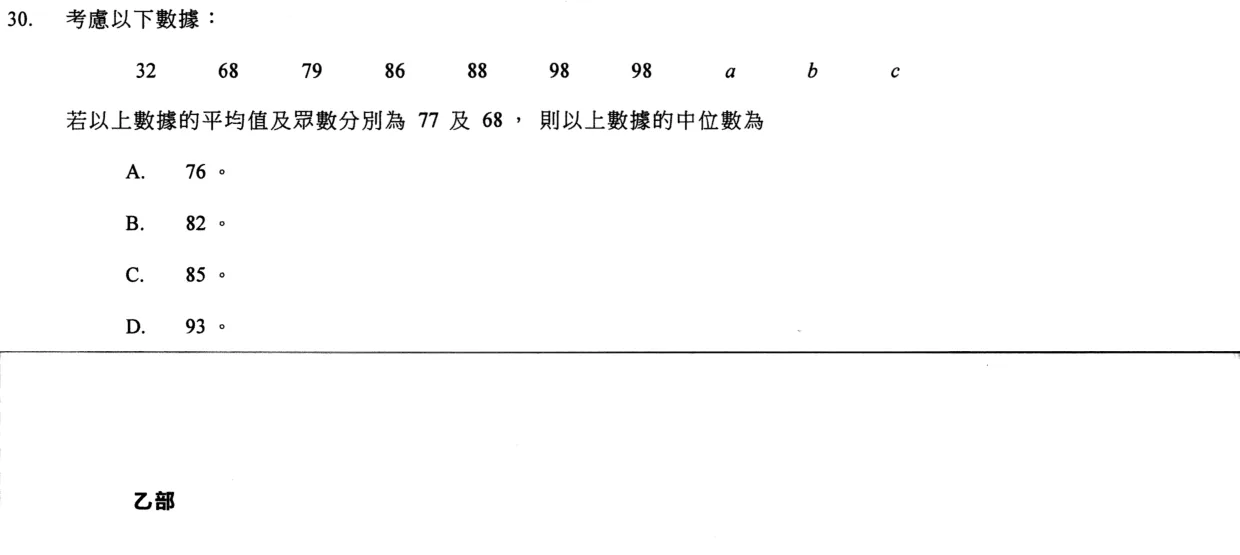 30. 考慮以下數據：
32 68 79 86 88 98 98 a b c
若以上數據的平均值及眾數分別為 77 及 68 ， 則以上數據的中位數為
A. 76 。
B. 82 。
C. 85 。
D. 93 。
乙部